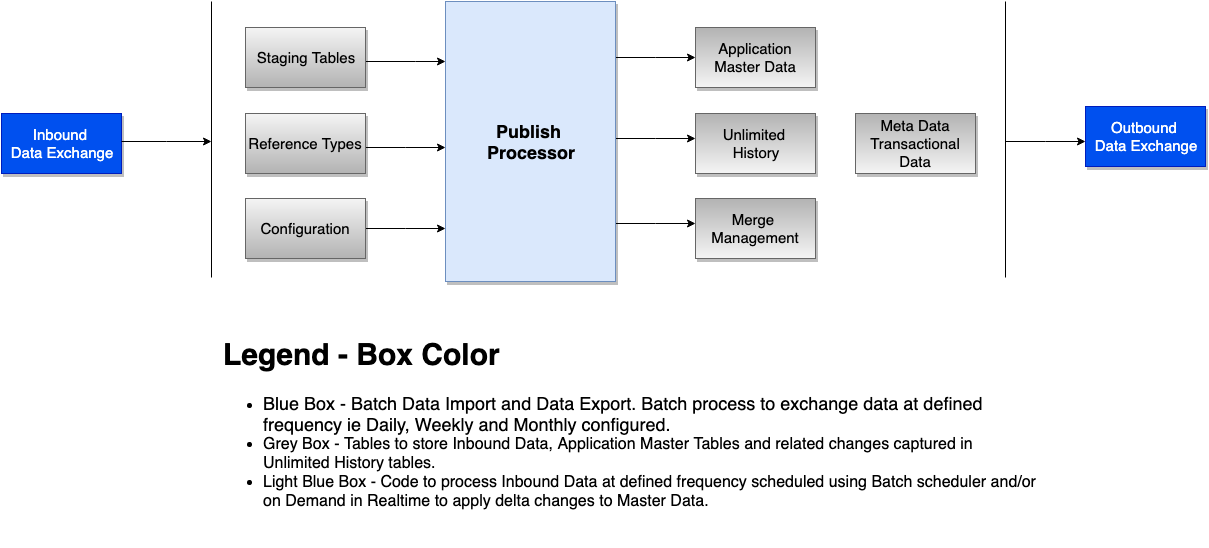 Inbound
Data Exchange
Staging Tables
Reference Types
Configuration
Publish
Processor
Application
Master Data
Unlimited
History
Merge
Management
Meta Data
Transactional
Data
Outbound
Data Exchange
Legend - Box Color
• Blue Box - Batch Data Import and Data Export. Batch process to exchange data at defined
frequency ie Daily, Weekly and Monthly configured.
• Grey Box - Tables to store Inbound Data, Application Master Tables and related changes captured in
Unlimited History tables.
• Light Blue Box - Code to process Inbound Data at defined frequency scheduled using Batch scheduler and/or
on Demand in Realtime to apply delta changes to Master Data.